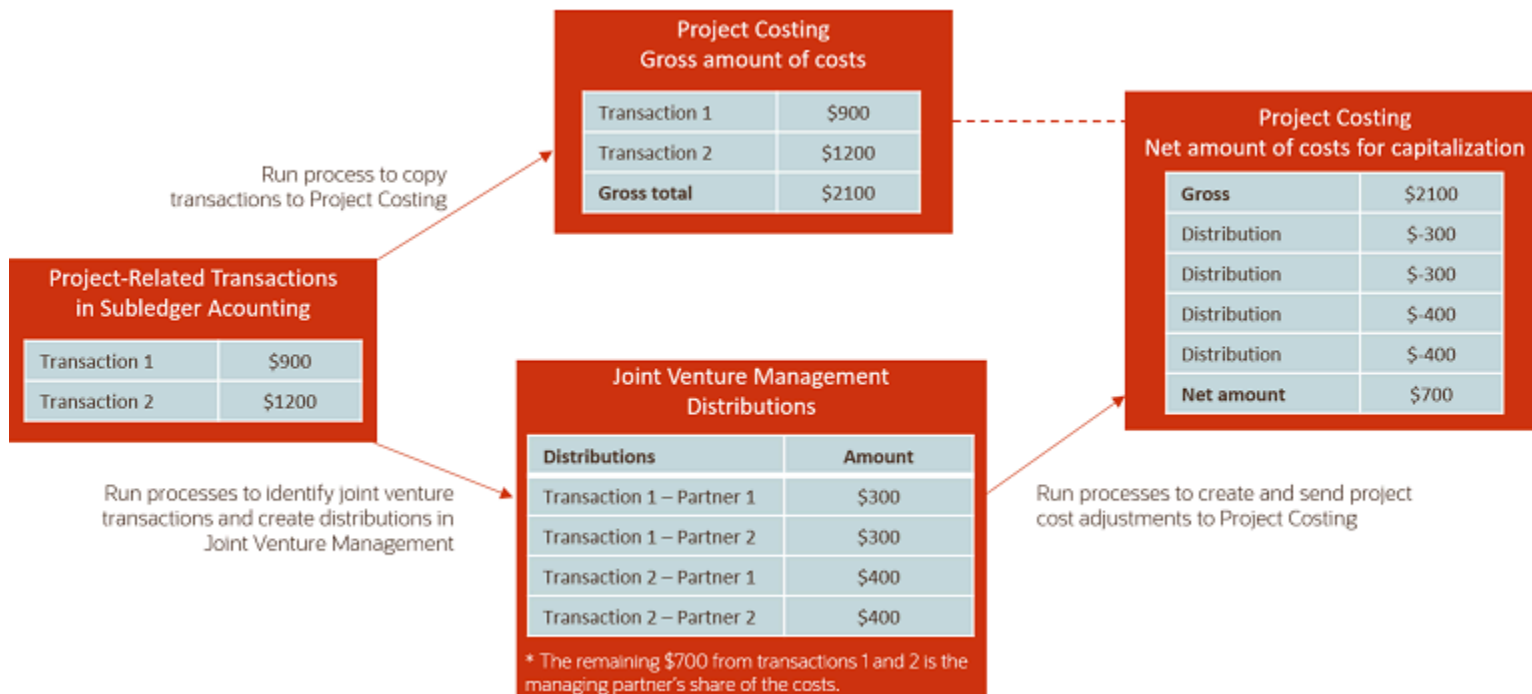 Project Costing
Gross amount of costs
Transaction 1 $900
Transaction 2 $1200
Gross total $2100
Run process to copy
transactions to Project Costing
Project-Related Transactions
in Subledger Acounting
Transaction 1 $900
Transaction 2 $1200
Run processes to identify joint venture
transactions and create distributions in
Joint Venture Management
Joint Venture Management
Distributions
Distributions Amount
Transaction 1 – Partner 1 $300
Transaction 1 – Partner 2 $300
Transaction 2 – Partner 1 $400
Transaction 2 – Partner 2 $400
* The remaining $700 from transactions 1 and 2 is the
managing partner's share of the costs.
Run processes to create and send project
cost adjustments to Project Costing
Project Costing
Net amount of costs for capitalization
Gross $2100
Distribution $-300
Distribution $-300
Distribution $-400
Distribution $-400
Net amount $700